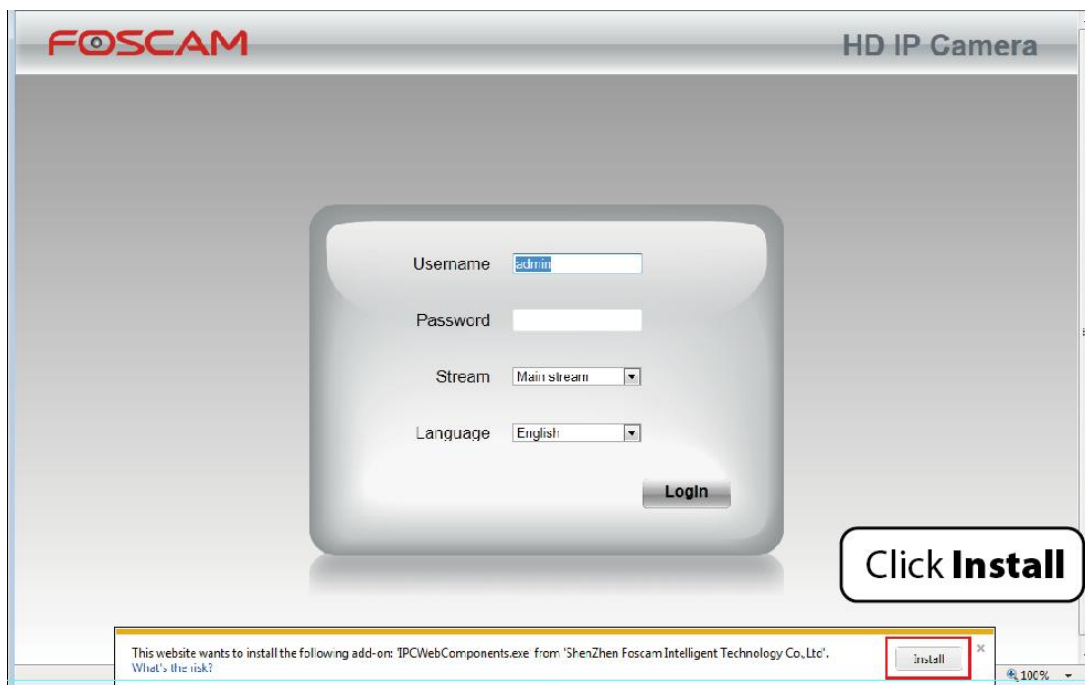 FOSCAM
HD IP Camera
Username admin
Password
Stream Main stream
Language English
Login
Click Install
This website wants to install the following add-on: 'IPCWebComponents.exe' from 'ShenZhen Foscam Intelligent Technology Co,Ltd'.
What's the risk?
Install
100%